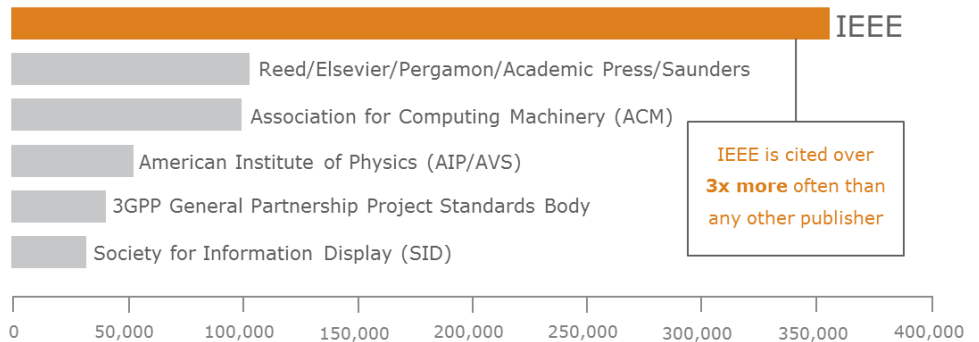 IEEE
Reed/Elsevier/Pergamon/Academic Press/Saunders
Association for Computing Machinery (ACM)
American Institute of Physics (AIP/AVS)
3GPP General Partnership Project Standards Body
Society for Information Display (SID)
IEEE is cited over
3x more often than
any other publisher
0 50,000 100,000 150,000 200,000 250,000 300,000 350,000 400,000